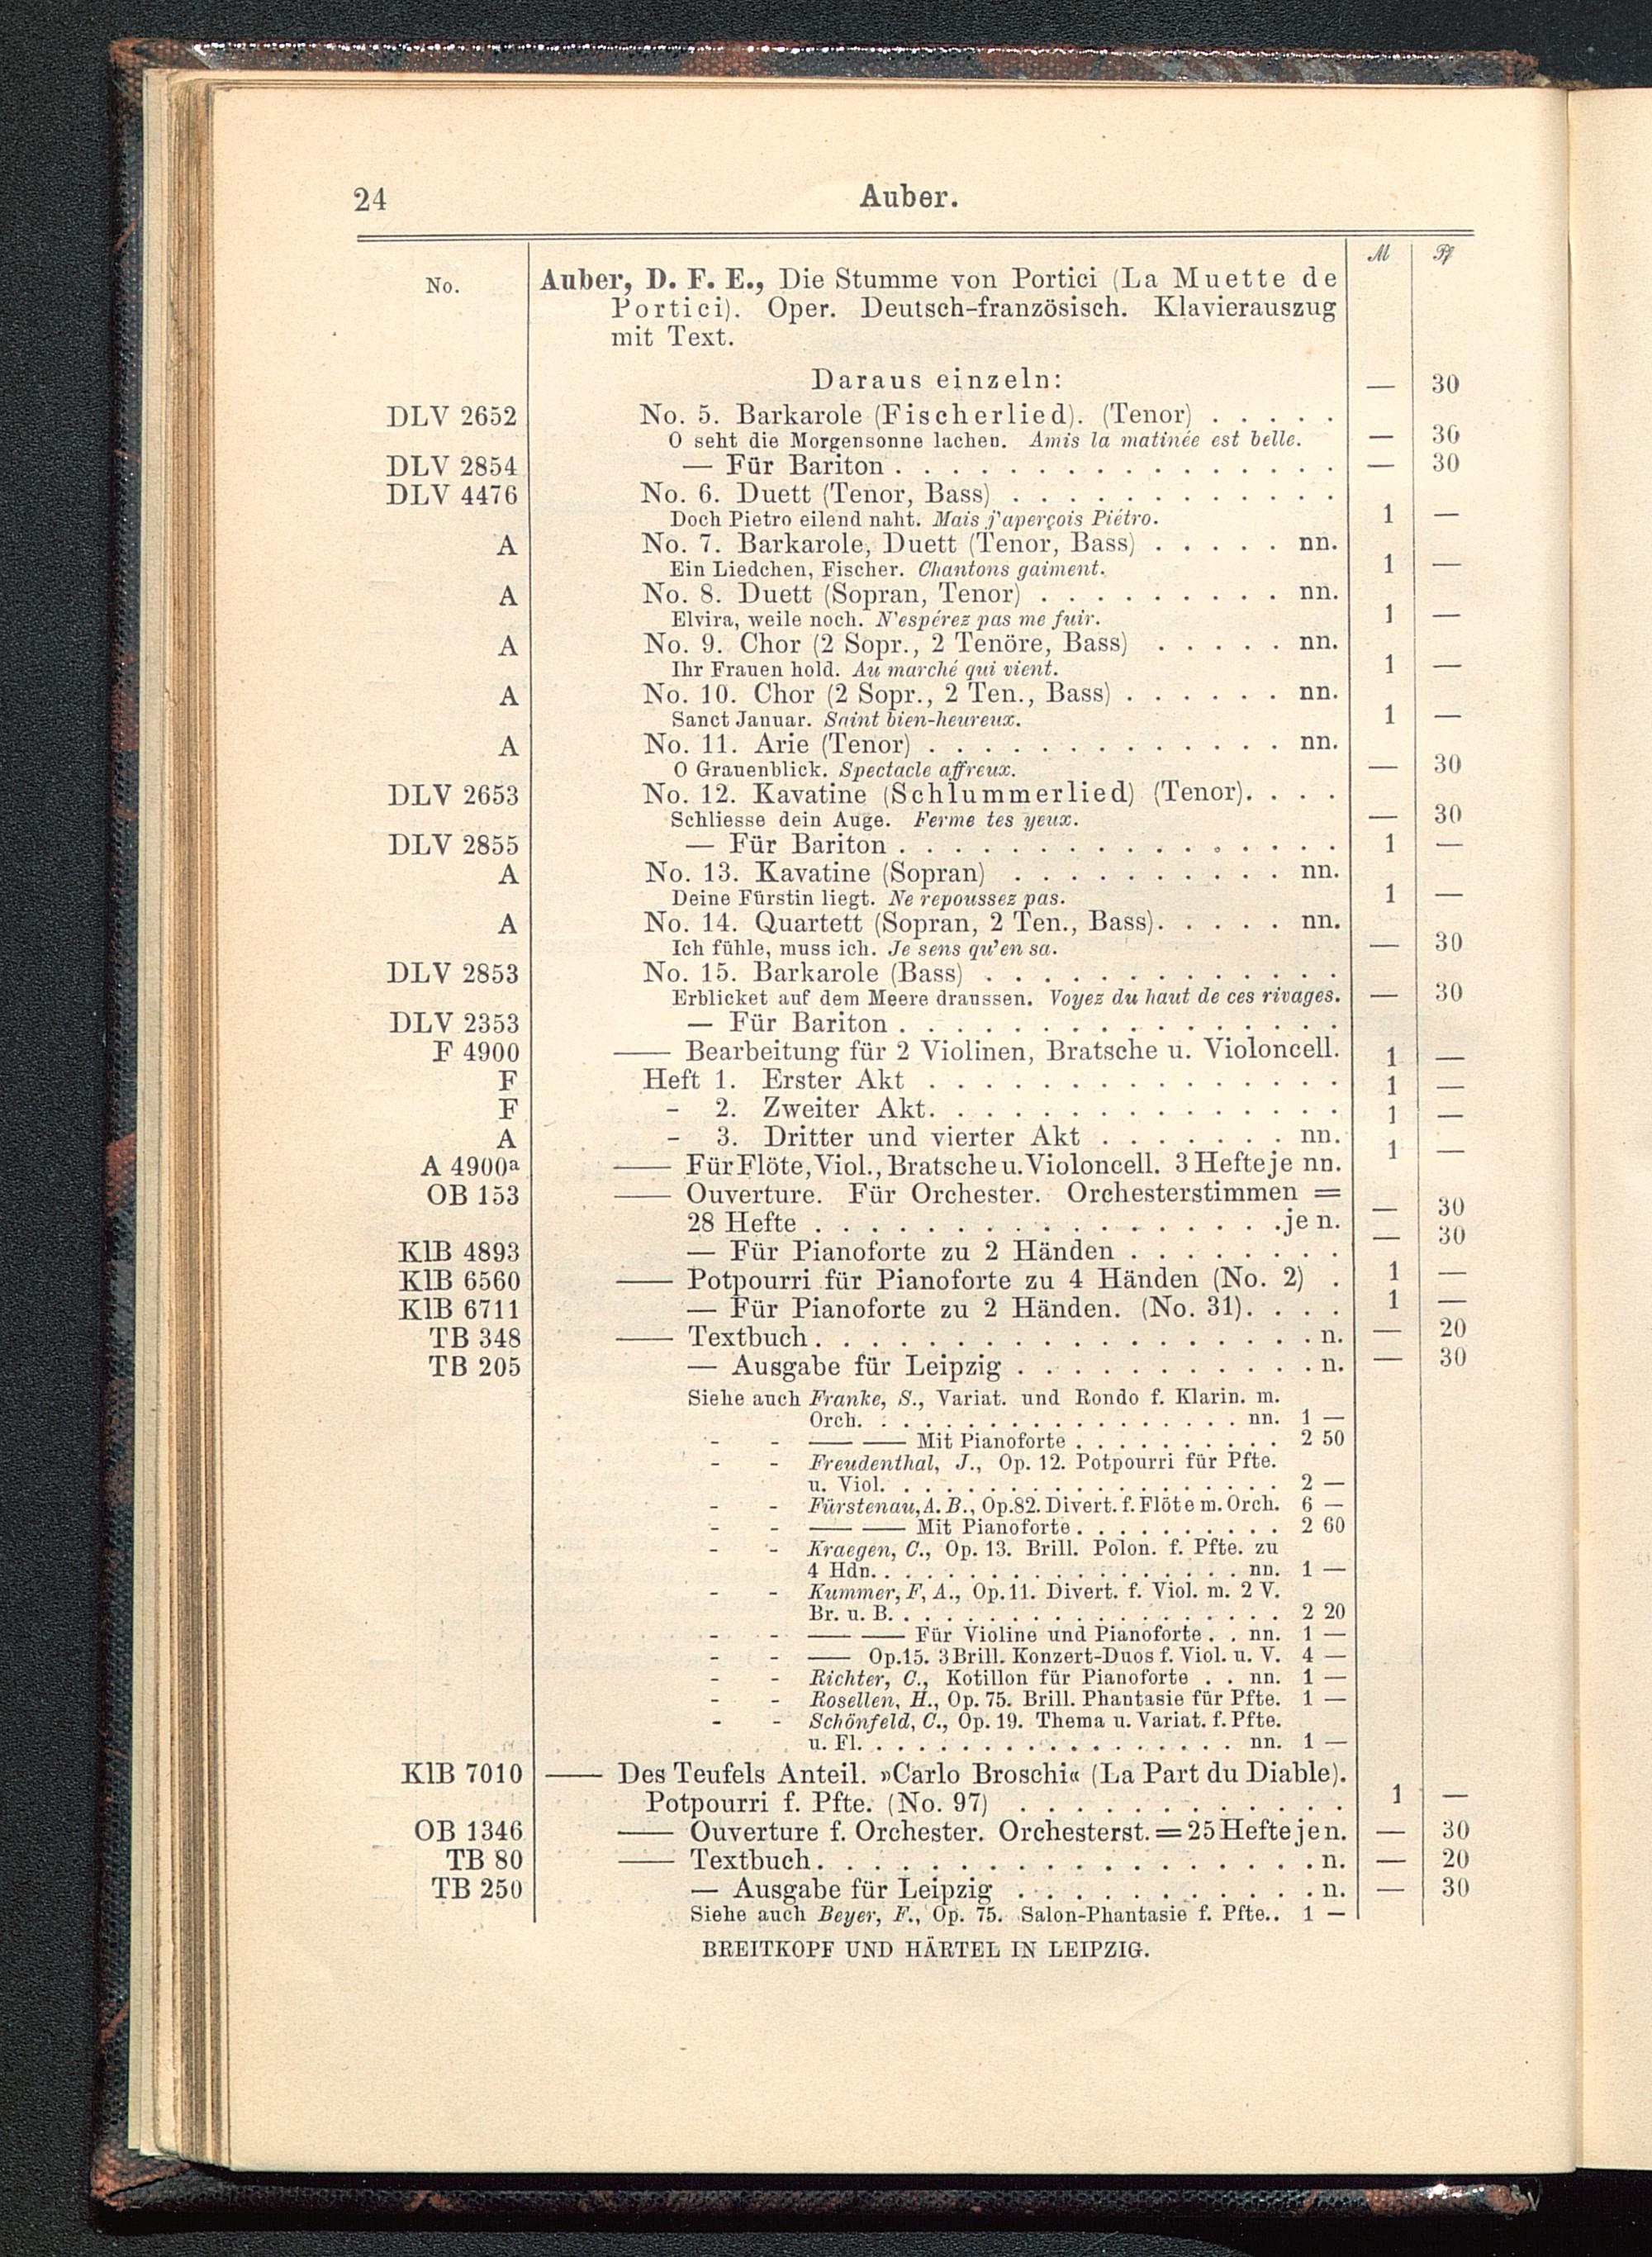 24 Auber.
No. ℳ ₰
Auber, D. F. E., Die Stumme von Portici (La Muette de
Portici). Oper. Deutsch-französisch. Klavierauszug
mit Text.
Daraus einzeln:
DLV 2652 No. 5. Barkarole (Fischerlied). (Tenor) . . . . . — 30
O seht die Morgensonne lachen. Amis la matinée est belle.
DLV 2854 — Für Bariton . . . . . . . . . . . . . . . . — 30
DLV 4476 No. 6. Duett (Tenor, Bass) . . . . . . . . . . . . — 30
Doch Pietro eilend naht. Mais j'aperçois Piétro.
A No. 7. Barkarole, Duett (Tenor, Bass) . . . . . nn. 1 —
Ein Liedchen, Fischer. Chantons gaiment.
A No. 8. Duett (Sopran, Tenor) . . . . . . . . . nn. 1 —
Elvira, weile noch. N'espérez pas me fuir.
A No. 9. Chor (2 Sopr., 2 Tenöre, Bass) . . . . . nn. 1 —
Ihr Frauen hold. Au marché qui vient.
A No. 10. Chor (2 Sopr., 2 Ten., Bass) . . . . . . nn. 1 —
Sanct Januar. Saint bien-heureux.
A No. 11. Arie (Tenor) . . . . . . . . . . . . . nn. 1 —
O Grauenblick. Spectacle affreux.
DLV 2653 No. 12. Kavatine (Schlummerlied) (Tenor). . . . — 30
Schliesse dein Auge. Ferme tes yeux.
DLV 2855 — Für Bariton . . . . . . . . . . . . . . . . — 30
A No. 13. Kavatine (Sopran) . . . . . . . . . . nn. 1 —
Deine Fürstin liegt. Ne repoussez pas.
A No. 14. Quartett (Sopran, 2 Ten., Bass). . . . . nn. 1 —
Ich fühle, muss ich. Je sens qu'en sa.
DLV 2853 No. 15. Barkarole (Bass) . . . . . . . . . . . . . — 30
Erblicket auf dem Meere draussen. Voyez du haut de ces rivages.
DLV 2353 — Für Bariton . . . . . . . . . . . . . . . . — 30
F 4900 —— Bearbeitung für 2 Violinen, Bratsche u. Violoncell.
F Heft 1. Erster Akt . . . . . . . . . . . . . . . 1 —
F - 2. Zweiter Akt. . . . . . . . . . . . . . . 1 —
A - 3. Dritter und vierter Akt . . . . . . . nn. 1 —
A 4900a —— Für Flöte, Viol., Bratsche u. Violoncell. 3 Hefte je nn. 1 —
OB 153 —— Ouverture. Für Orchester. Orchesterstimmen =
28 Hefte . . . . . . . . . . . . . . . . . je n. — 30
KlB 4893 — Für Pianoforte zu 2 Händen . . . . . . . . — 30
KlB 6560 —— Potpourri für Pianoforte zu 4 Händen (No. 2) . 1 —
KlB 6711 — Für Pianoforte zu 2 Händen. (No. 31). . . . 1 —
TB 348 —— Textbuch . . . . . . . . . . . . . . . . . . n. — 20
TB 205 — Ausgabe für Leipzig . . . . . . . . . . . n. — 30
Siehe auch Franke, S., Variat. und Rondo f. Klarin. m.
Orch. . . . . . . . . . . . . . . . nn. 1 —
- - —— —— Mit Pianoforte . . . . . . . . . . 2 50
- - Freudenthal, J., Op. 12. Potpourri für Pfte.
u. Viol. . . . . . . . . . . . . . . . . 2 —
- - Fürstenau, A. B., Op. 82. Divert. f. Flöte m. Orch. 6 —
- - —— —— Mit Pianoforte . . . . . . . . . . 2 60
- - Kraegen, C., Op. 13. Brill. Polon. f. Pfte. zu
4 Hdn. . . . . . . . . . . . . . . . nn. 1 —
- - Kummer, F, A., Op. 11. Divert. f. Viol. m. 2 V.
Br. u. B. . . . . . . . . . . . . . . . . 2 20
- - —— —— Für Violine und Pianoforte . . nn. 1 —
- - —— Op. 15. 3 Brill. Konzert-Duos f. Viol. u. V. 4 —
- - Richter, C., Kotillon für Pianoforte . . nn. 1 —
- - Rosellen, H., Op. 75. Brill. Phantasie für Pfte. 1 —
- - Schönfeld, C., Op. 19. Thema u. Variat. f. Pfte.
u. Fl. . . . . . . . . . . . . . . . nn. 1 —
KlB 7010 —— Des Teufels Anteil. »Carlo Broschi« (La Part du Diable).
Potpourri f. Pfte. (No. 97) . . . . . . . . . . . . 1 —
OB 1346 —— Ouverture f. Orchester. Orchesterst. = 25 Hefte je n. — 30
TB 80 —— Textbuch . . . . . . . . . . . . . . . . . . n. — 20
TB 250 — Ausgabe für Leipzig . . . . . . . . . . . n. — 30
Siehe auch Beyer, F., Op. 75. Salon-Phantasie f. Pfte.. 1 —
BREITKOPF UND HÄRTEL IN LEIPZIG.